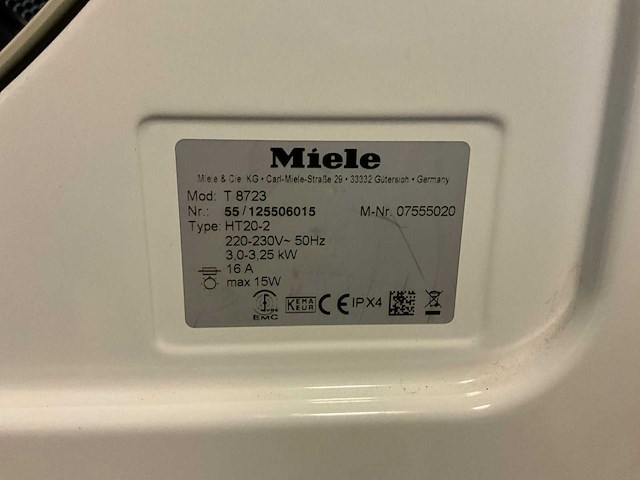 Miele
Miele & Cie. KG • Carl-Miele-Straße 29 • 33332 Gütersloh • Germany
Mod: T 8723
Nr.: 55 / 125506015 M-Nr. 07555020
Type: HT20-2
220-230V~ 50Hz
3,0-3,25 kW
16 A
max 15W
EMC KEMA KEUR CE IPX4